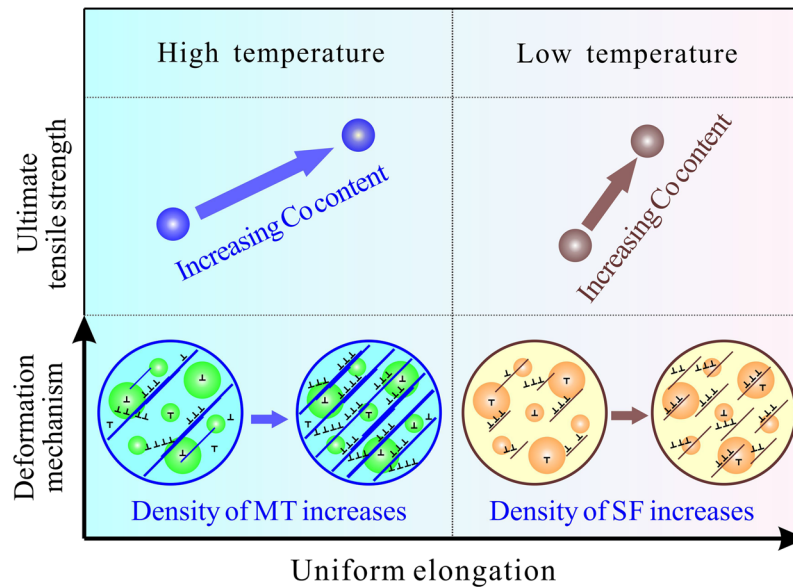 High temperature
Low temperature
Ultimate
tensile strength
Increasing Co content
Increasing Co content
Deformation
mechanism
Density of MT increases
Density of SF increases
Uniform elongation